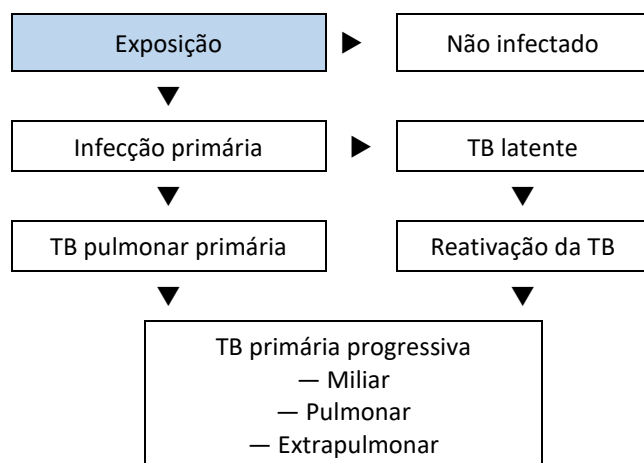 Exposição
Não infectado
Infecção primária
TB latente
TB pulmonar primária
Reativação da TB
TB primária progressiva
— Miliar
— Pulmonar
— Extrapulmonar